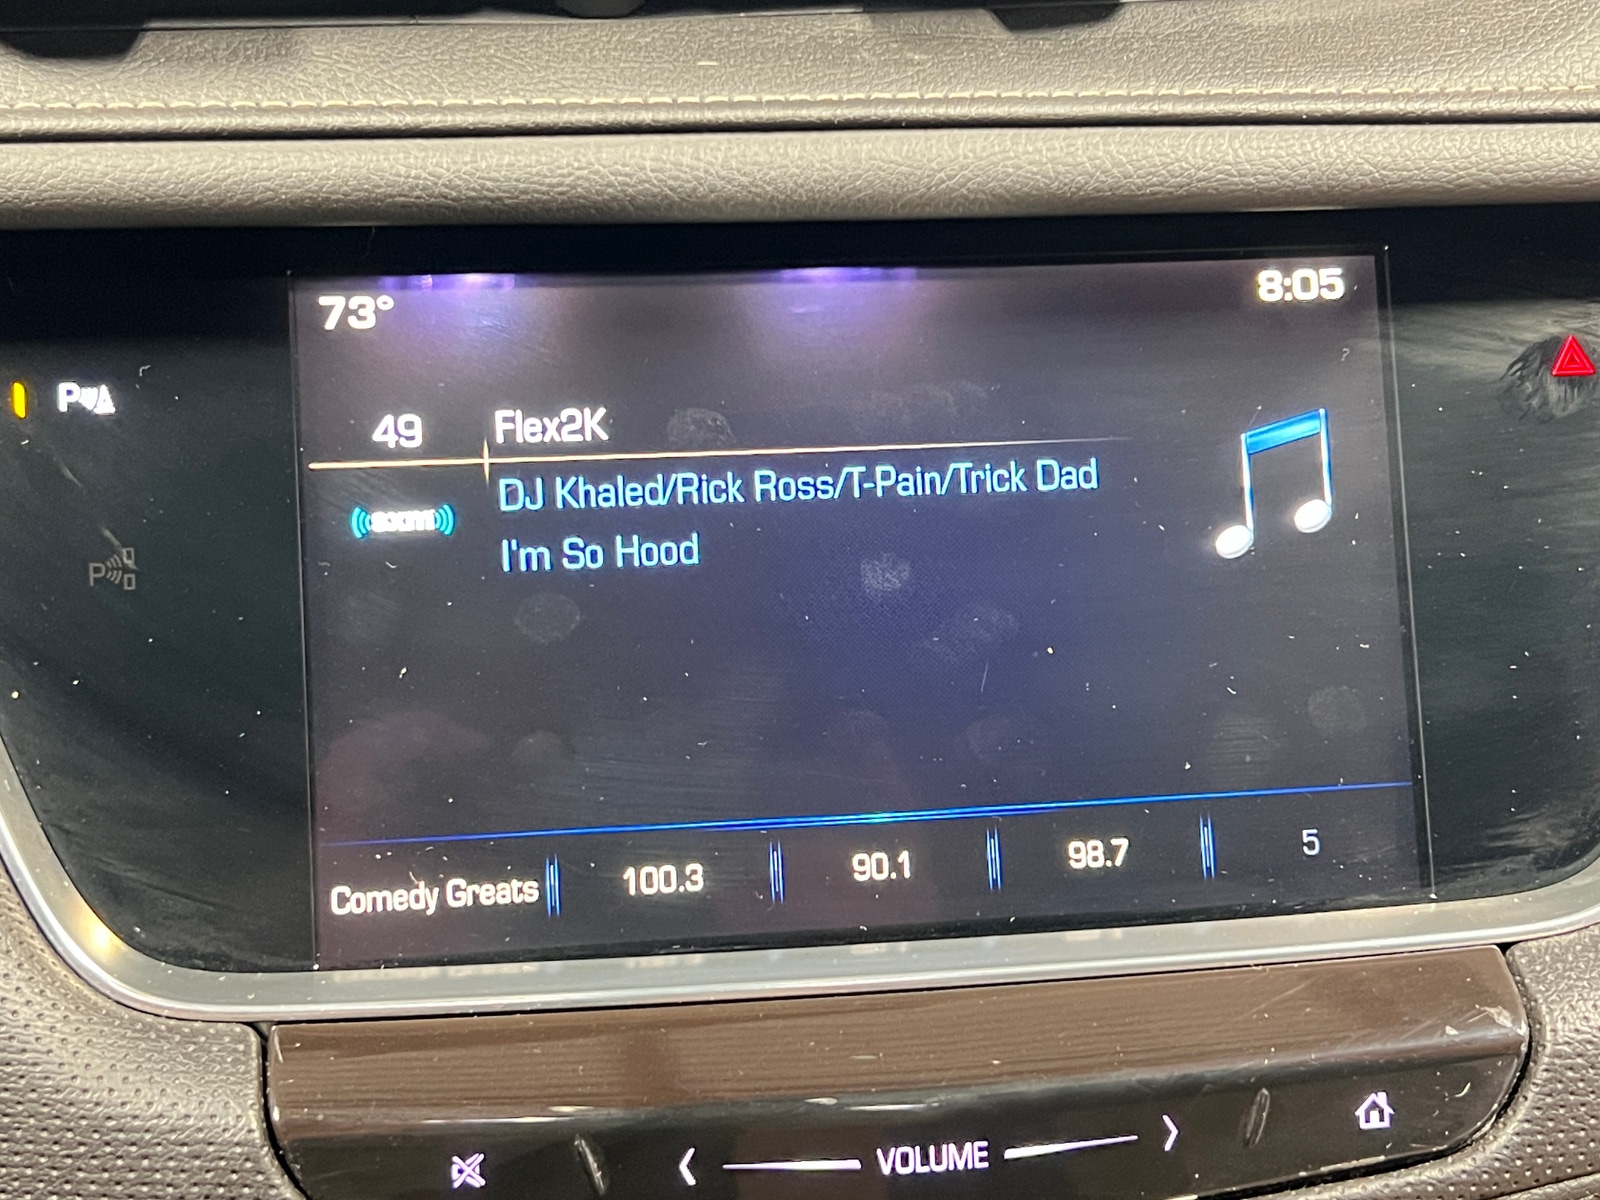 73°
8:05
49
Flex2K
DJ Khaled/Rick Ross/T-Pain/Trick Dad
((sxm))
I'm So Hood
Comedy Greats
100.3
90.1
98.7
5
P
P
VOLUME